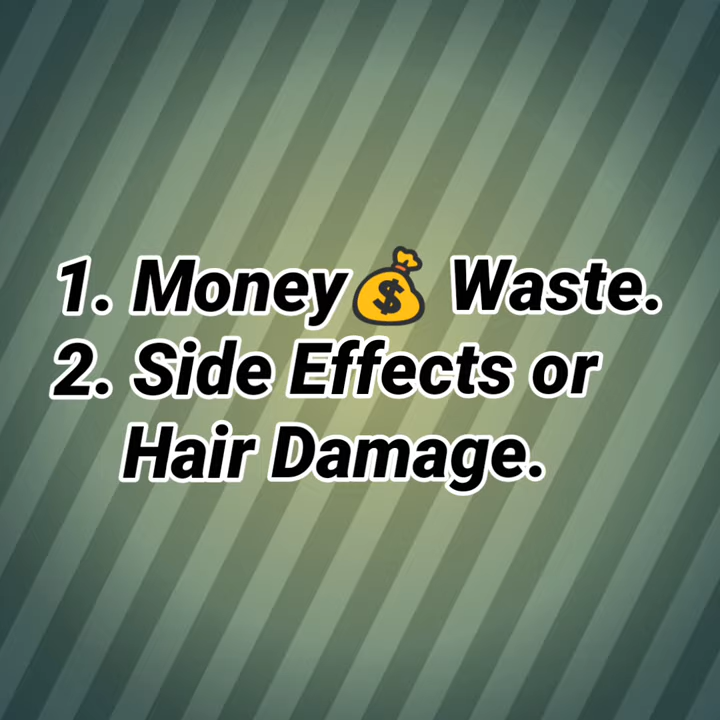 1. Money💰 Waste.
2. Side Effects or
Hair Damage.